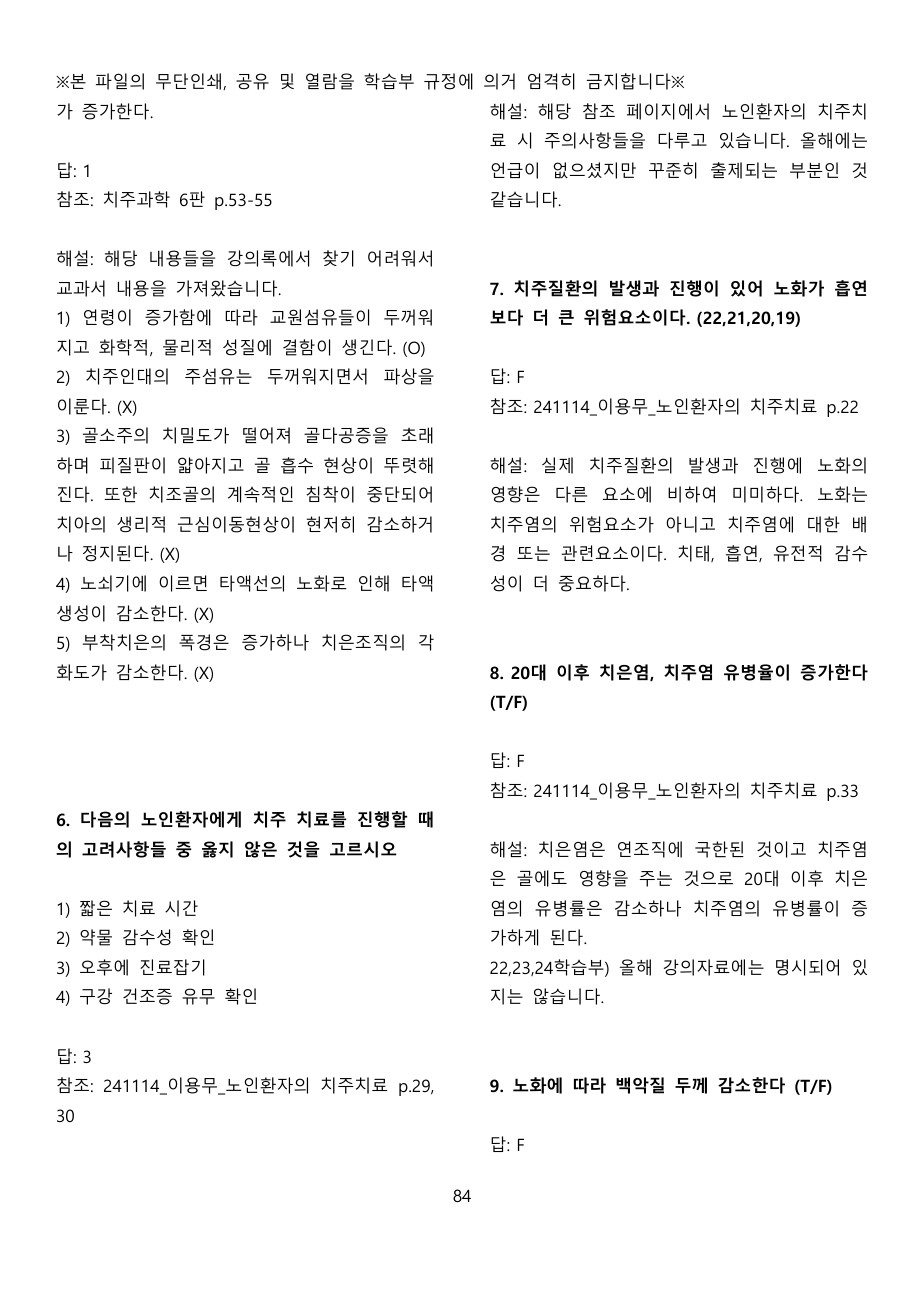 ※본 파일의 무단인쇄, 공유 및 열람을 학습부 규정에 의거 엄격히 금지합니다※
가 증가한다.

답: 1
참조: 치주과학 6판 p.53-55

해설: 해당 내용들을 강의록에서 찾기 어려워서
교과서 내용을 가져왔습니다.
1) 연령이 증가함에 따라 교원섬유들이 두꺼워
지고 화학적, 물리적 성질에 결함이 생긴다. (O)
2) 치주인대의 주섬유는 두꺼워지면서 파상을
이룬다. (X)
3) 골소주의 치밀도가 떨어져 골다공증을 초래
하며 피질판이 얇아지고 골 흡수 현상이 뚜렷해
진다. 또한 치조골의 계속적인 침착이 중단되어
치아의 생리적 근심이동현상이 현저히 감소하거
나 정지된다. (X)
4) 노쇠기에 이르면 타액선의 노화로 인해 타액
생성이 감소한다. (X)
5) 부착치은의 폭경은 증가하나 치은조직의 각
화도가 감소한다. (X)

6. 다음의 노인환자에게 치주 치료를 진행할 때
의 고려사항들 중 옳지 않은 것을 고르시오

1) 짧은 치료 시간
2) 약물 감수성 확인
3) 오후에 진료잡기
4) 구강 건조증 유무 확인

답: 3
참조: 241114_이용무_노인환자의 치주치료 p.29,
30

해설: 해당 참조 페이지에서 노인환자의 치주치
료 시 주의사항들을 다루고 있습니다. 올해에는
언급이 없으셨지만 꾸준히 출제되는 부분인 것
같습니다.

7. 치주질환의 발생과 진행이 있어 노화가 흡연
보다 더 큰 위험요소이다. (22,21,20,19)

답: F
참조: 241114_이용무_노인환자의 치주치료 p.22

해설: 실제 치주질환의 발생과 진행에 노화의
영향은 다른 요소에 비하여 미미하다. 노화는
치주염의 위험요소가 아니고 치주염에 대한 배
경 또는 관련요소이다. 치태, 흡연, 유전적 감수
성이 더 중요하다.

8. 20대 이후 치은염, 치주염 유병율이 증가한다
(T/F)

답: F
참조: 241114_이용무_노인환자의 치주치료 p.33

해설: 치은염은 연조직에 국한된 것이고 치주염
은 골에도 영향을 주는 것으로 20대 이후 치은
염의 유병률은 감소하나 치주염의 유병률이 증
가하게 된다.
22,23,24학습부) 올해 강의자료에는 명시되어 있
지는 않습니다.

9. 노화에 따라 백악질 두께 감소한다 (T/F)

답: F

84